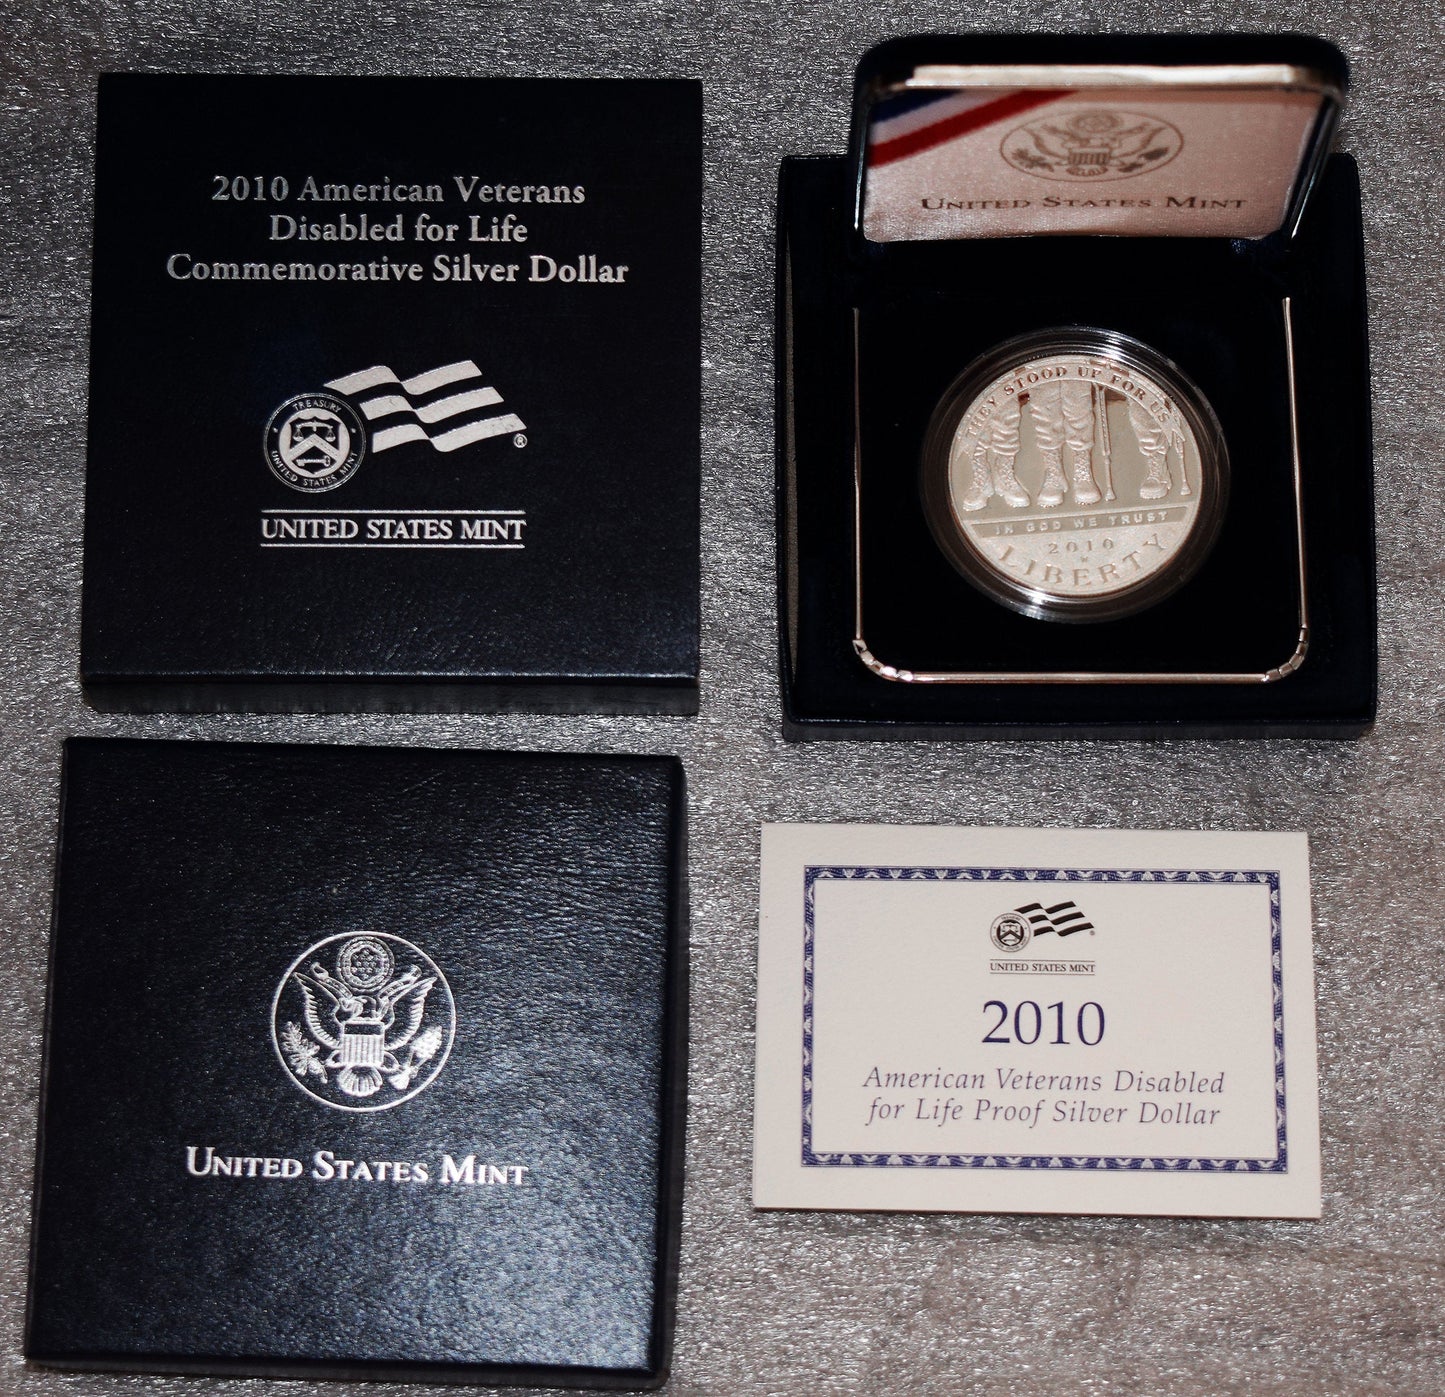 2010 American Veterans
Disabled for Life
Commemorative Silver Dollar
TREASURY
UNITED STATES MINT
®
UNITED STATES MINT
UNITED STATES MINT
THEY STOOD UP FOR US
IN GOD WE TRUST
2010
W
LIBERTY
UNITED STATES MINT
UNITED STATES MINT
2010
American Veterans Disabled
for Life Proof Silver Dollar